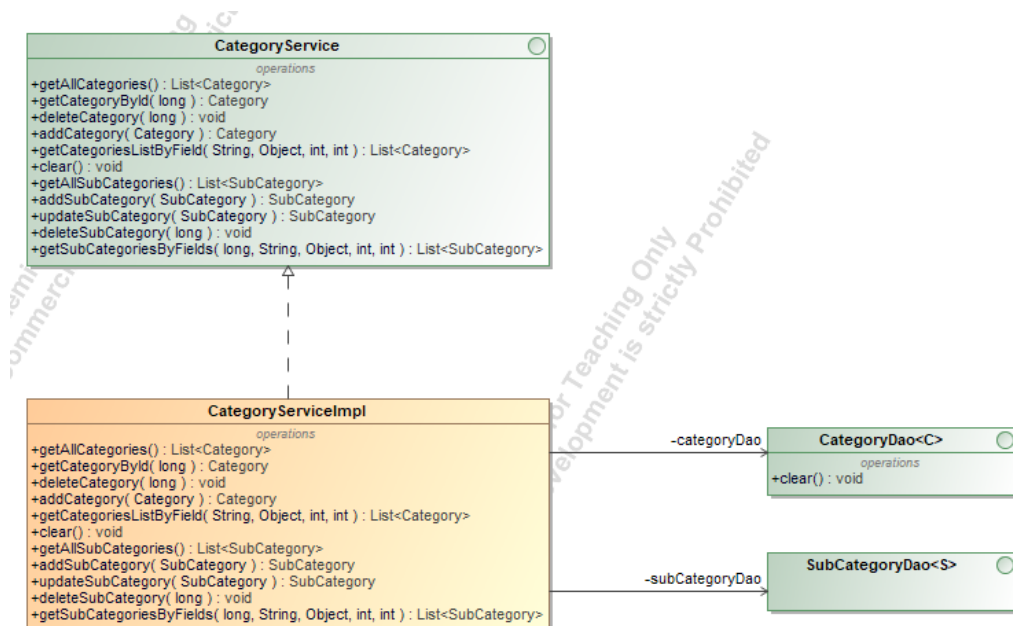 CategoryService
operations
+getAllCategories() : List<Category>
+getCategoryById( long ) : Category
+deleteCategory( long ) : void
+addCategory( Category ) : Category
+getCategoriesListByField( String, Object, int, int ) : List<Category>
+clear() : void
+getAllSubCategories() : List<SubCategory>
+addSubCategory( SubCategory ) : SubCategory
+updateSubCategory( SubCategory ) : SubCategory
+deleteSubCategory( long ) : void
+getSubCategoriesByFields( long, String, Object, int, int ) : List<SubCategory>
for Teaching Only
Development is strictly Prohibited
CategoryServiceImpl
operations
+getAllCategories() : List<Category>
+getCategoryById( long ) : Category
+deleteCategory( long ) : void
+addCategory( Category ) : Category
+getCategoriesListByField( String, Object, int, int ) : List<Category>
+clear() : void
+getAllSubCategories() : List<SubCategory>
+addSubCategory( SubCategory ) : SubCategory
+updateSubCategory( SubCategory ) : SubCategory
+deleteSubCategory( long ) : void
+getSubCategoriesByFields( long, String, Object, int, int ) : List<SubCategory>
-categoryDao
CategoryDao<C>
operations
+clear() : void
-subCategoryDao
SubCategoryDao<S>